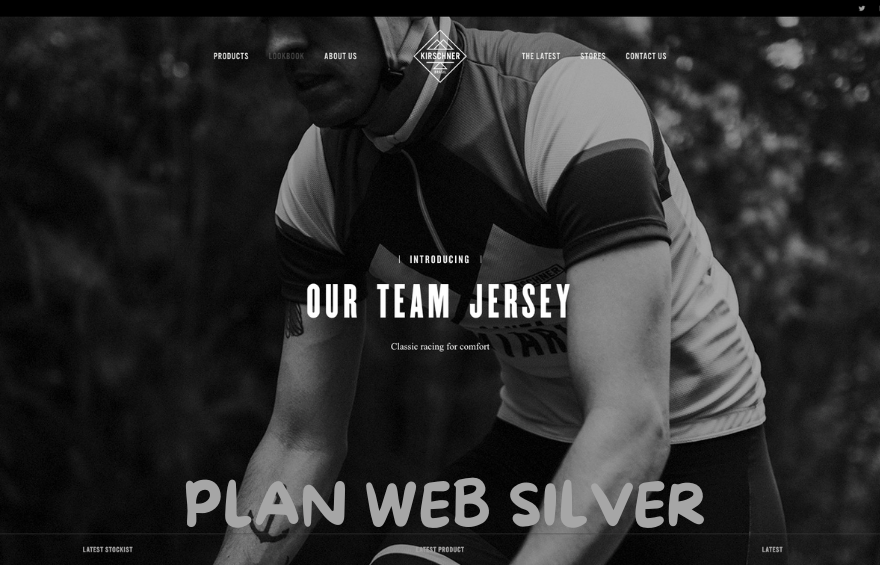 PRODUCTS LOOKBOOK ABOUT US KIRSCHNER THE LATEST STORES CONTACT US
INTRODUCING
OUR TEAM JERSEY
Classic racing for comfort
PLAN WEB SILVER
LATEST STOCKIST LATEST PRODUCT LATEST